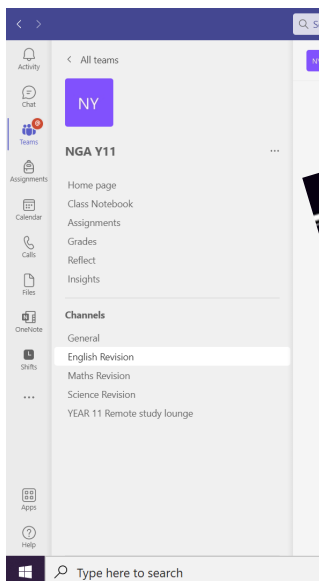 S
Activity
Chat
@
Teams
Assignments
Calendar
Calls
Files
OneNote
Shifts
...
Apps
Help
< All teams
NY
NGA Y11
...
Home page
Class Notebook
Assignments
Grades
Reflect
Insights
Channels
General
English Revision
Maths Revision
Science Revision
YEAR 11 Remote study lounge
NY
Type here to search